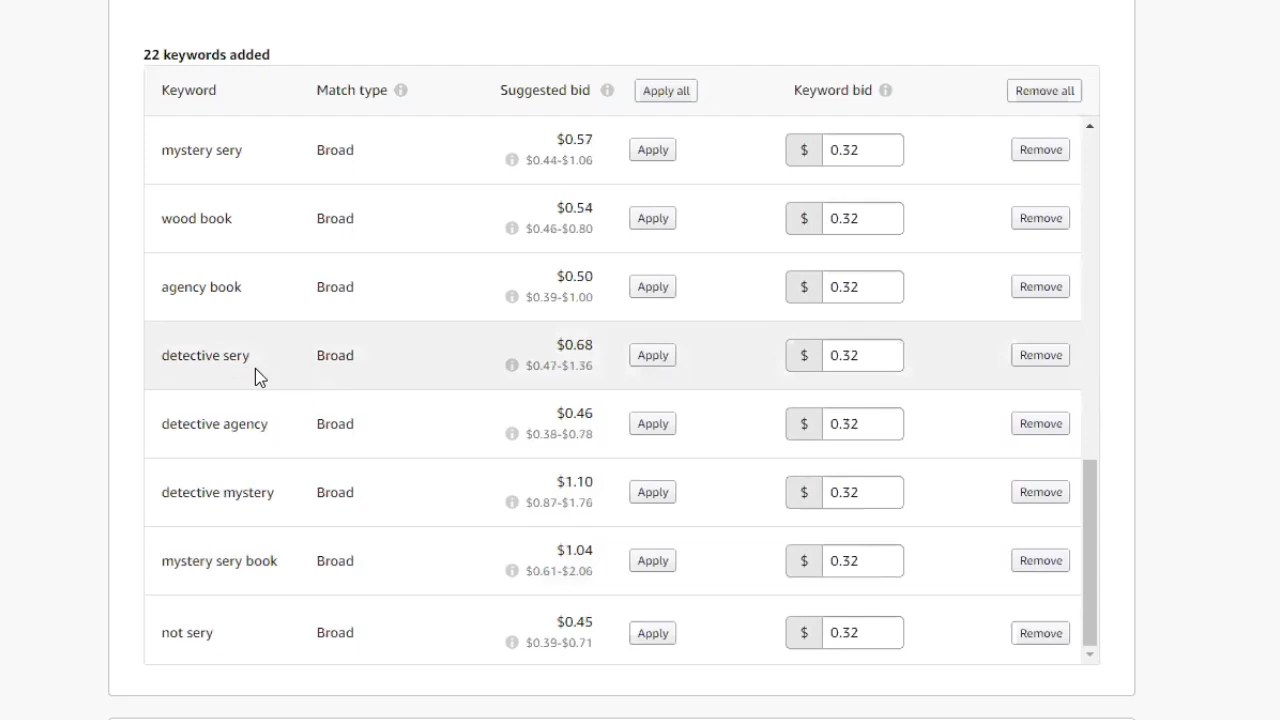 22 keywords added
Keyword Match type Suggested bid Apply all Keyword bid Remove all
mystery sery Broad $0.57 Apply $ 0.32 Remove
$0.44-$1.06
wood book Broad $0.54 Apply $ 0.32 Remove
$0.46-$0.80
agency book Broad $0.50 Apply $ 0.32 Remove
$0.39-$1.00
detective sery Broad $0.68 Apply $ 0.32 Remove
$0.47-$1.36
detective agency Broad $0.46 Apply $ 0.32 Remove
$0.38-$0.78
detective mystery Broad $1.10 Apply $ 0.32 Remove
$0.87-$1.76
mystery sery book Broad $1.04 Apply $ 0.32 Remove
$0.61-$2.06
not sery Broad $0.45 Apply $ 0.32 Remove
$0.39-$0.71